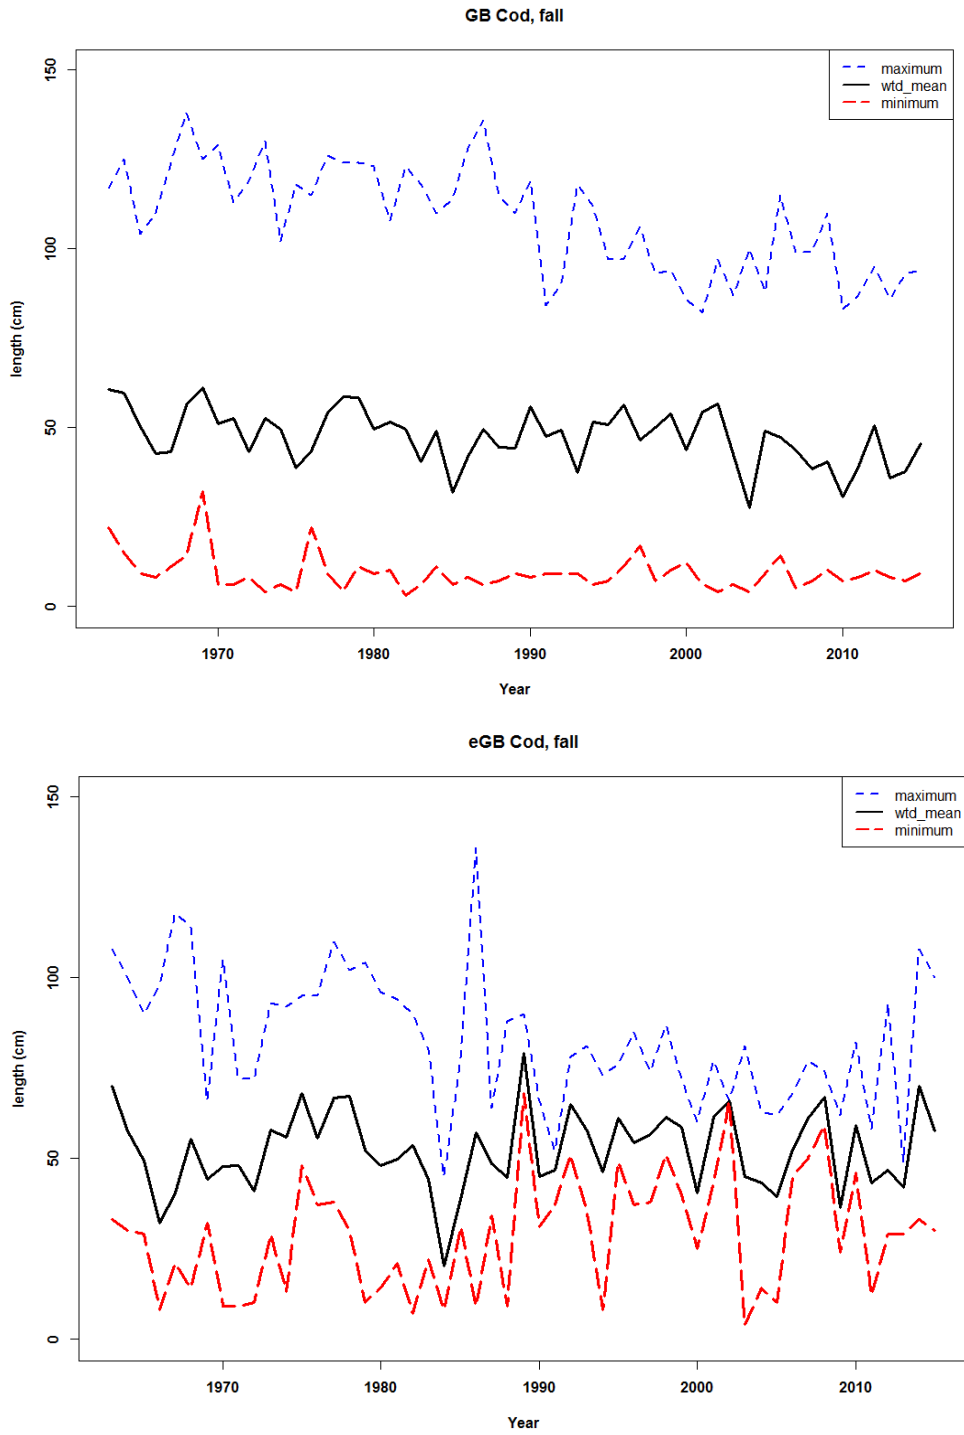 GB Cod, fall
150
100
50
0
length (cm)
maximum
wtd_mean
minimum
1970 1980 1990 2000 2010
Year
eGB Cod, fall
150
100
50
0
length (cm)
maximum
wtd_mean
minimum
1970 1980 1990 2000 2010
Year